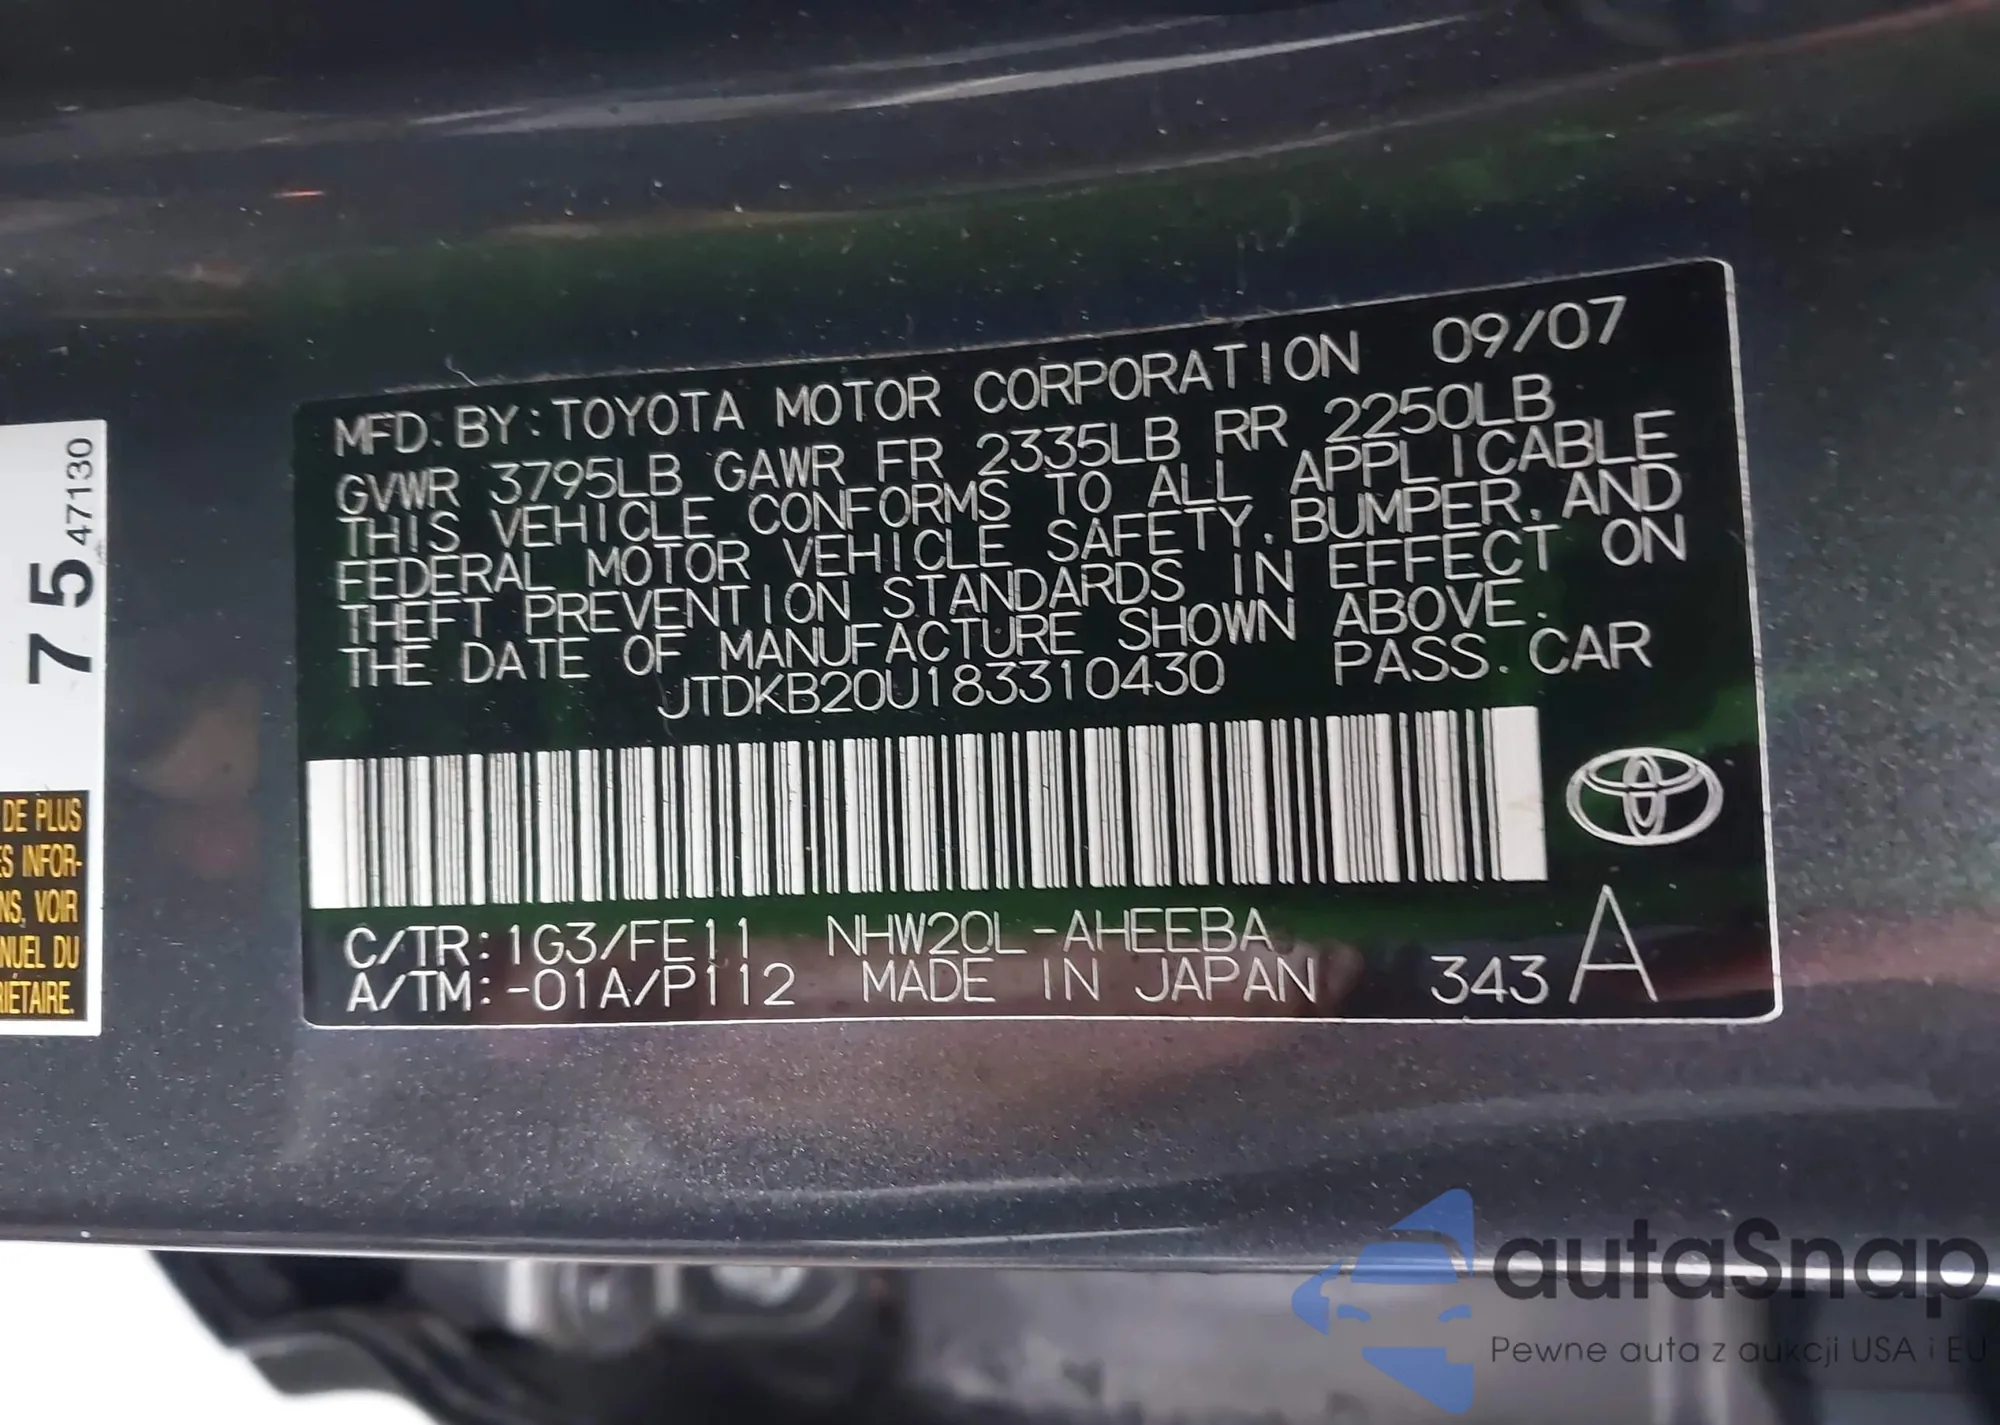 MFD. BY: TOYOTA MOTOR CORPORATION 09/07
GVWR 3795LB GAWR FR 2335LB RR 2250LB
THIS VEHICLE CONFORMS TO ALL APPLICABLE
FEDERAL MOTOR VEHICLE SAFETY, BUMPER, AND
THEFT PREVENTION STANDARDS IN EFFECT ON
THE DATE OF MANUFACTURE SHOWN ABOVE.
JTDKB20U183310430 PASS. CAR
C/TR: 1G3/FE11 NHW20L-AHEEBA
A/TM: -01A/P112 MADE IN JAPAN 343 A
75 47130
DE PLUS
ES INFOR-
NS, VOIR
NUEL DU
RIÉTAIRE.
autaSnap
Pewne auta z aukcji USA i EU